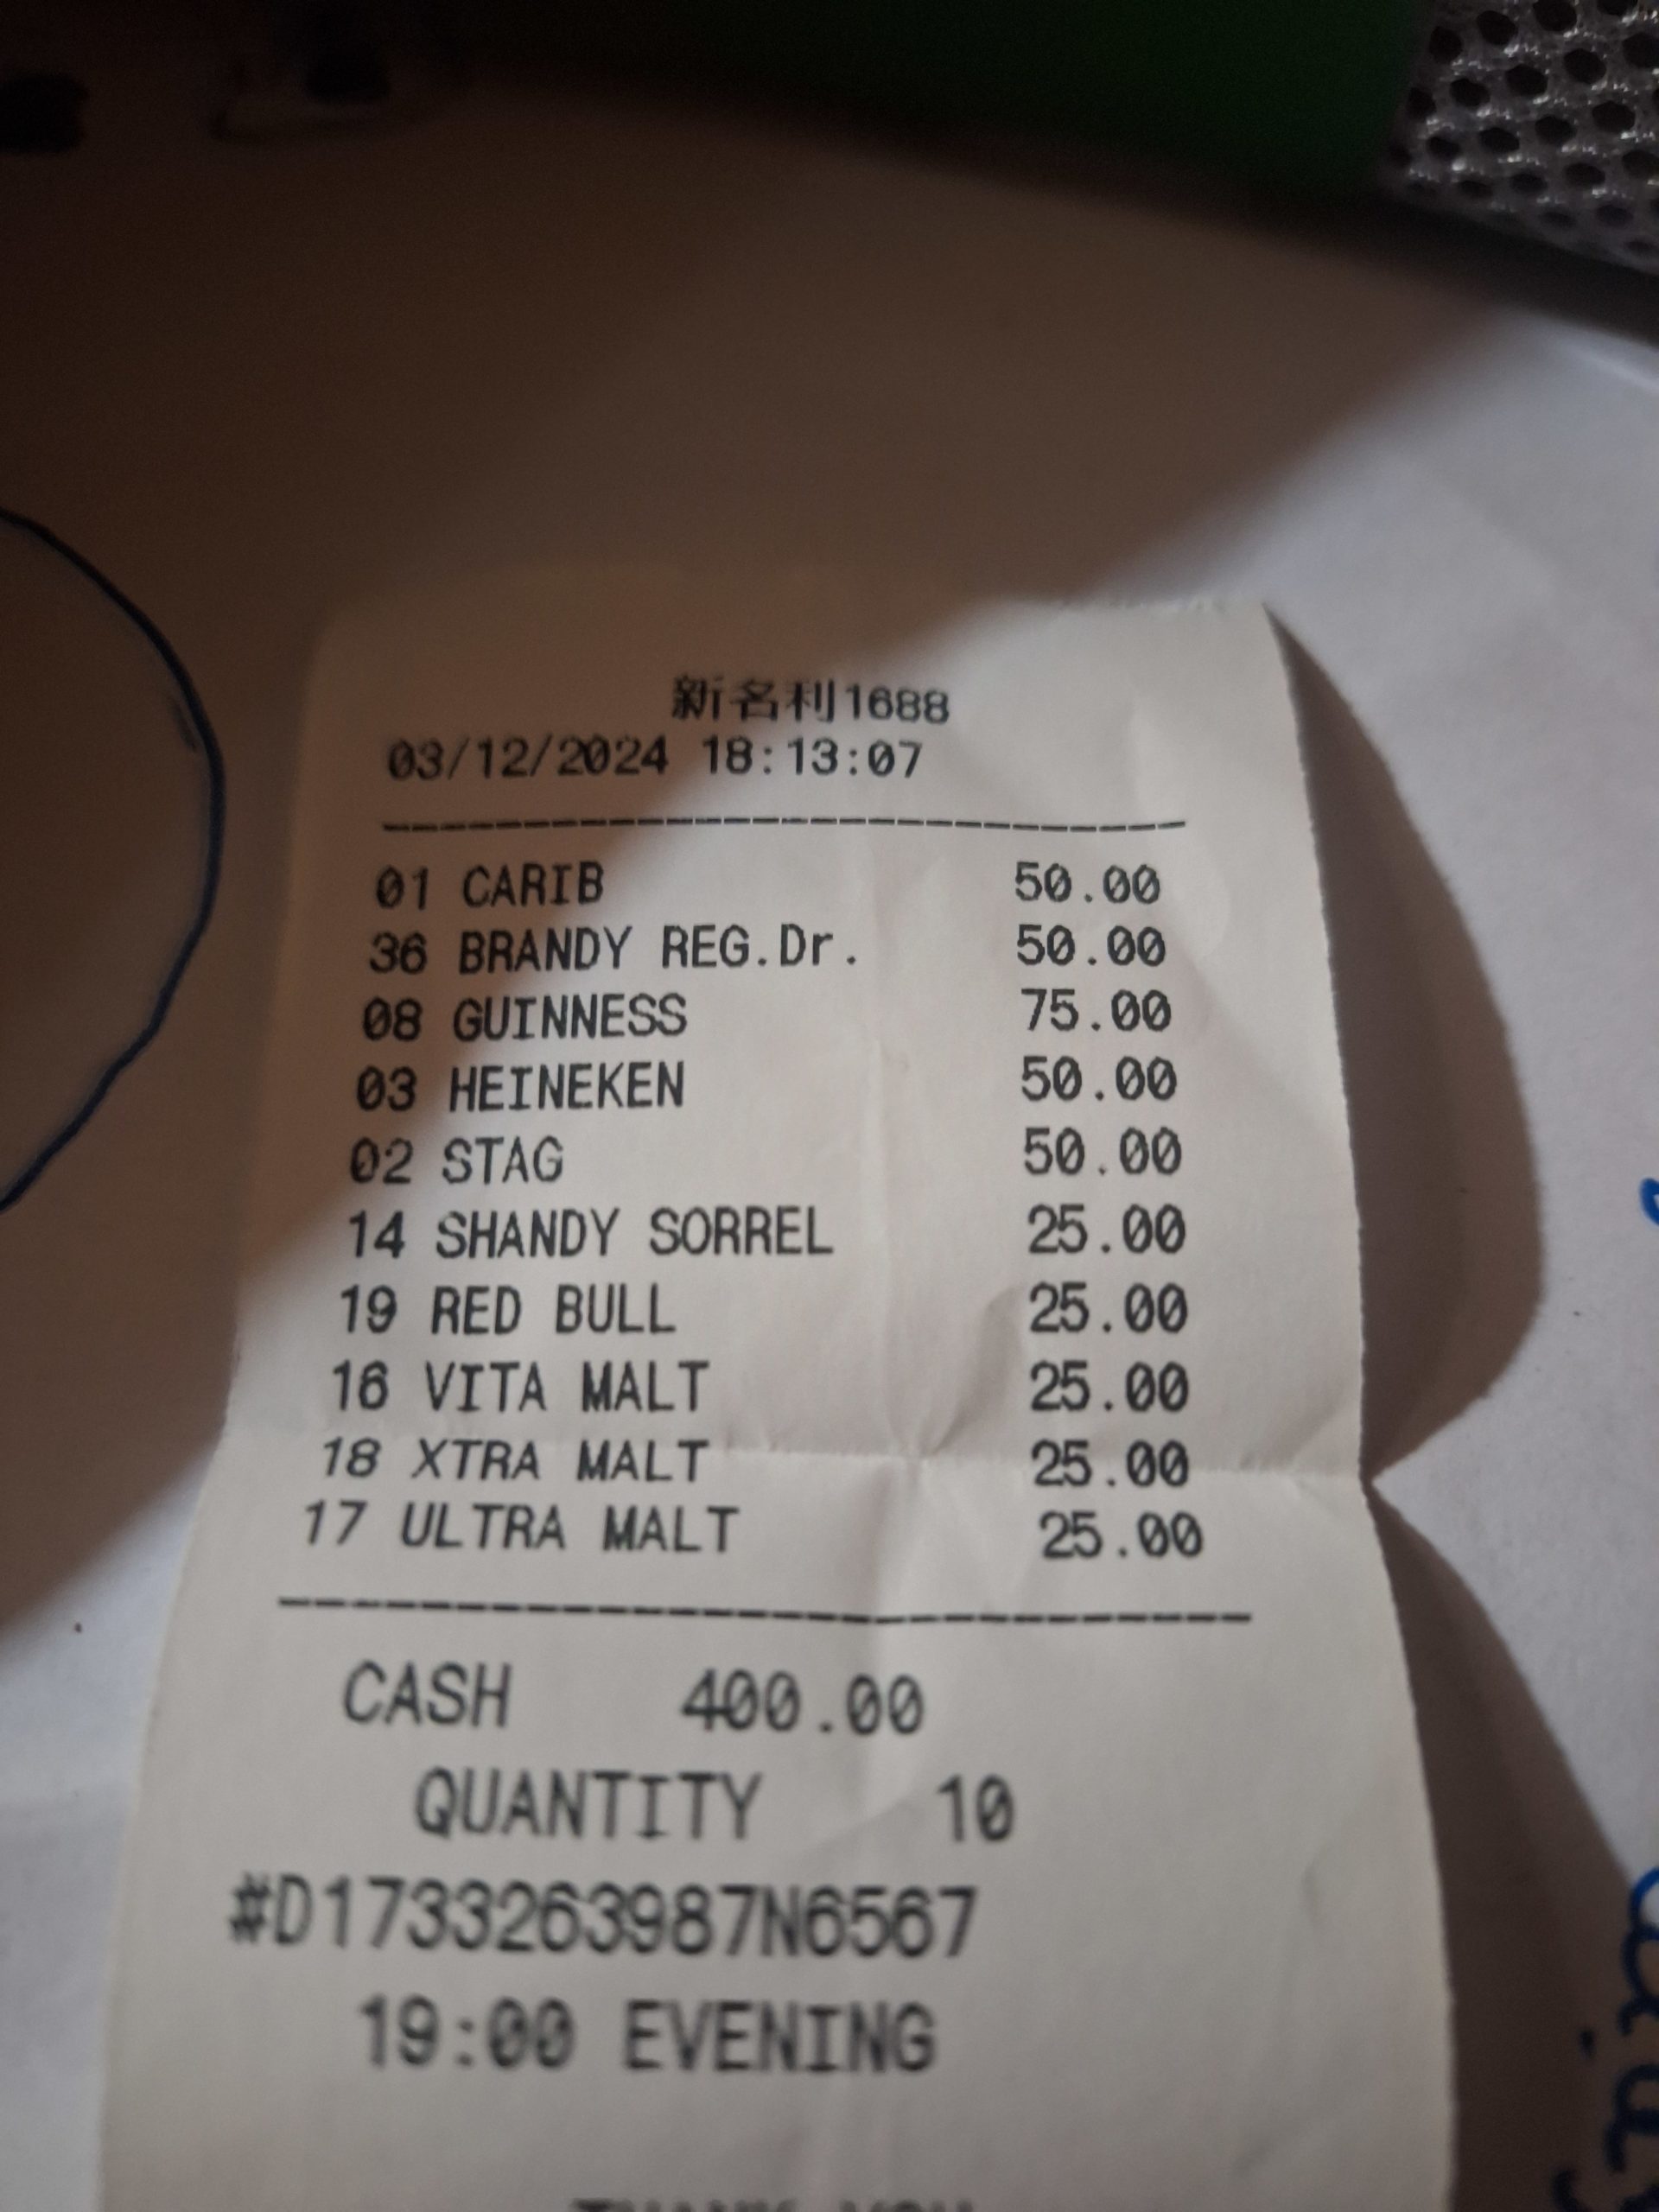 新名利1688
03/12/2024 18:13:07
01 CARIB 50.00
36 BRANDY REG.Dr. 50.00
08 GUINNESS 75.00
03 HEINEKEN 50.00
02 STAG 50.00
14 SHANDY SORREL 25.00
19 RED BULL 25.00
16 VITA MALT 25.00
18 XTRA MALT 25.00
17 ULTRA MALT 25.00
CASH 400.00
QUANTITY 10
#D1733263987N6567
19:00 EVENING